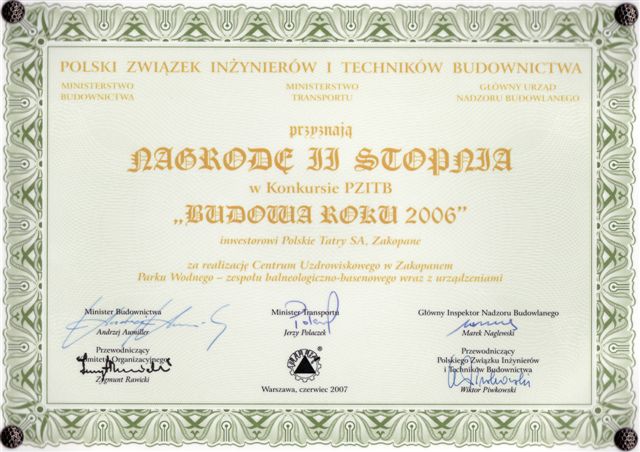 POLSKI ZWIĄZEK INŻYNIERÓW I TECHNIKÓW BUDOWNICTWA
MINISTERSTWO BUDOWNICTWA
MINISTERSTWO TRANSPORTU
GŁÓWNY URZĄD NADZORU BUDOWLANEGO
przyznają
NAGRODĘ II STOPNIA
w Konkursie PZITB
„BUDOWA ROKU 2006”
inwestorowi Polskie Tatry SA, Zakopane
za realizację Centrum Uzdrowiskowego w Zakopanem
Parku Wodnego – zespołu balneologiczno-basenowego wraz z urządzeniami
Minister Budownictwa
Andrzej Aumiller
Minister Transportu
Jerzy Polaczek
Główny Inspektor Nadzoru Budowlanego
Marek Naglewski
Przewodniczący
Komitetu Organizacyjnego
Zygmunt Rawicki
Warszawa, czerwiec 2007
Przewodniczący
Polskiego Związku Inżynierów
i Techników Budownictwa
Wiktor Piwkowski